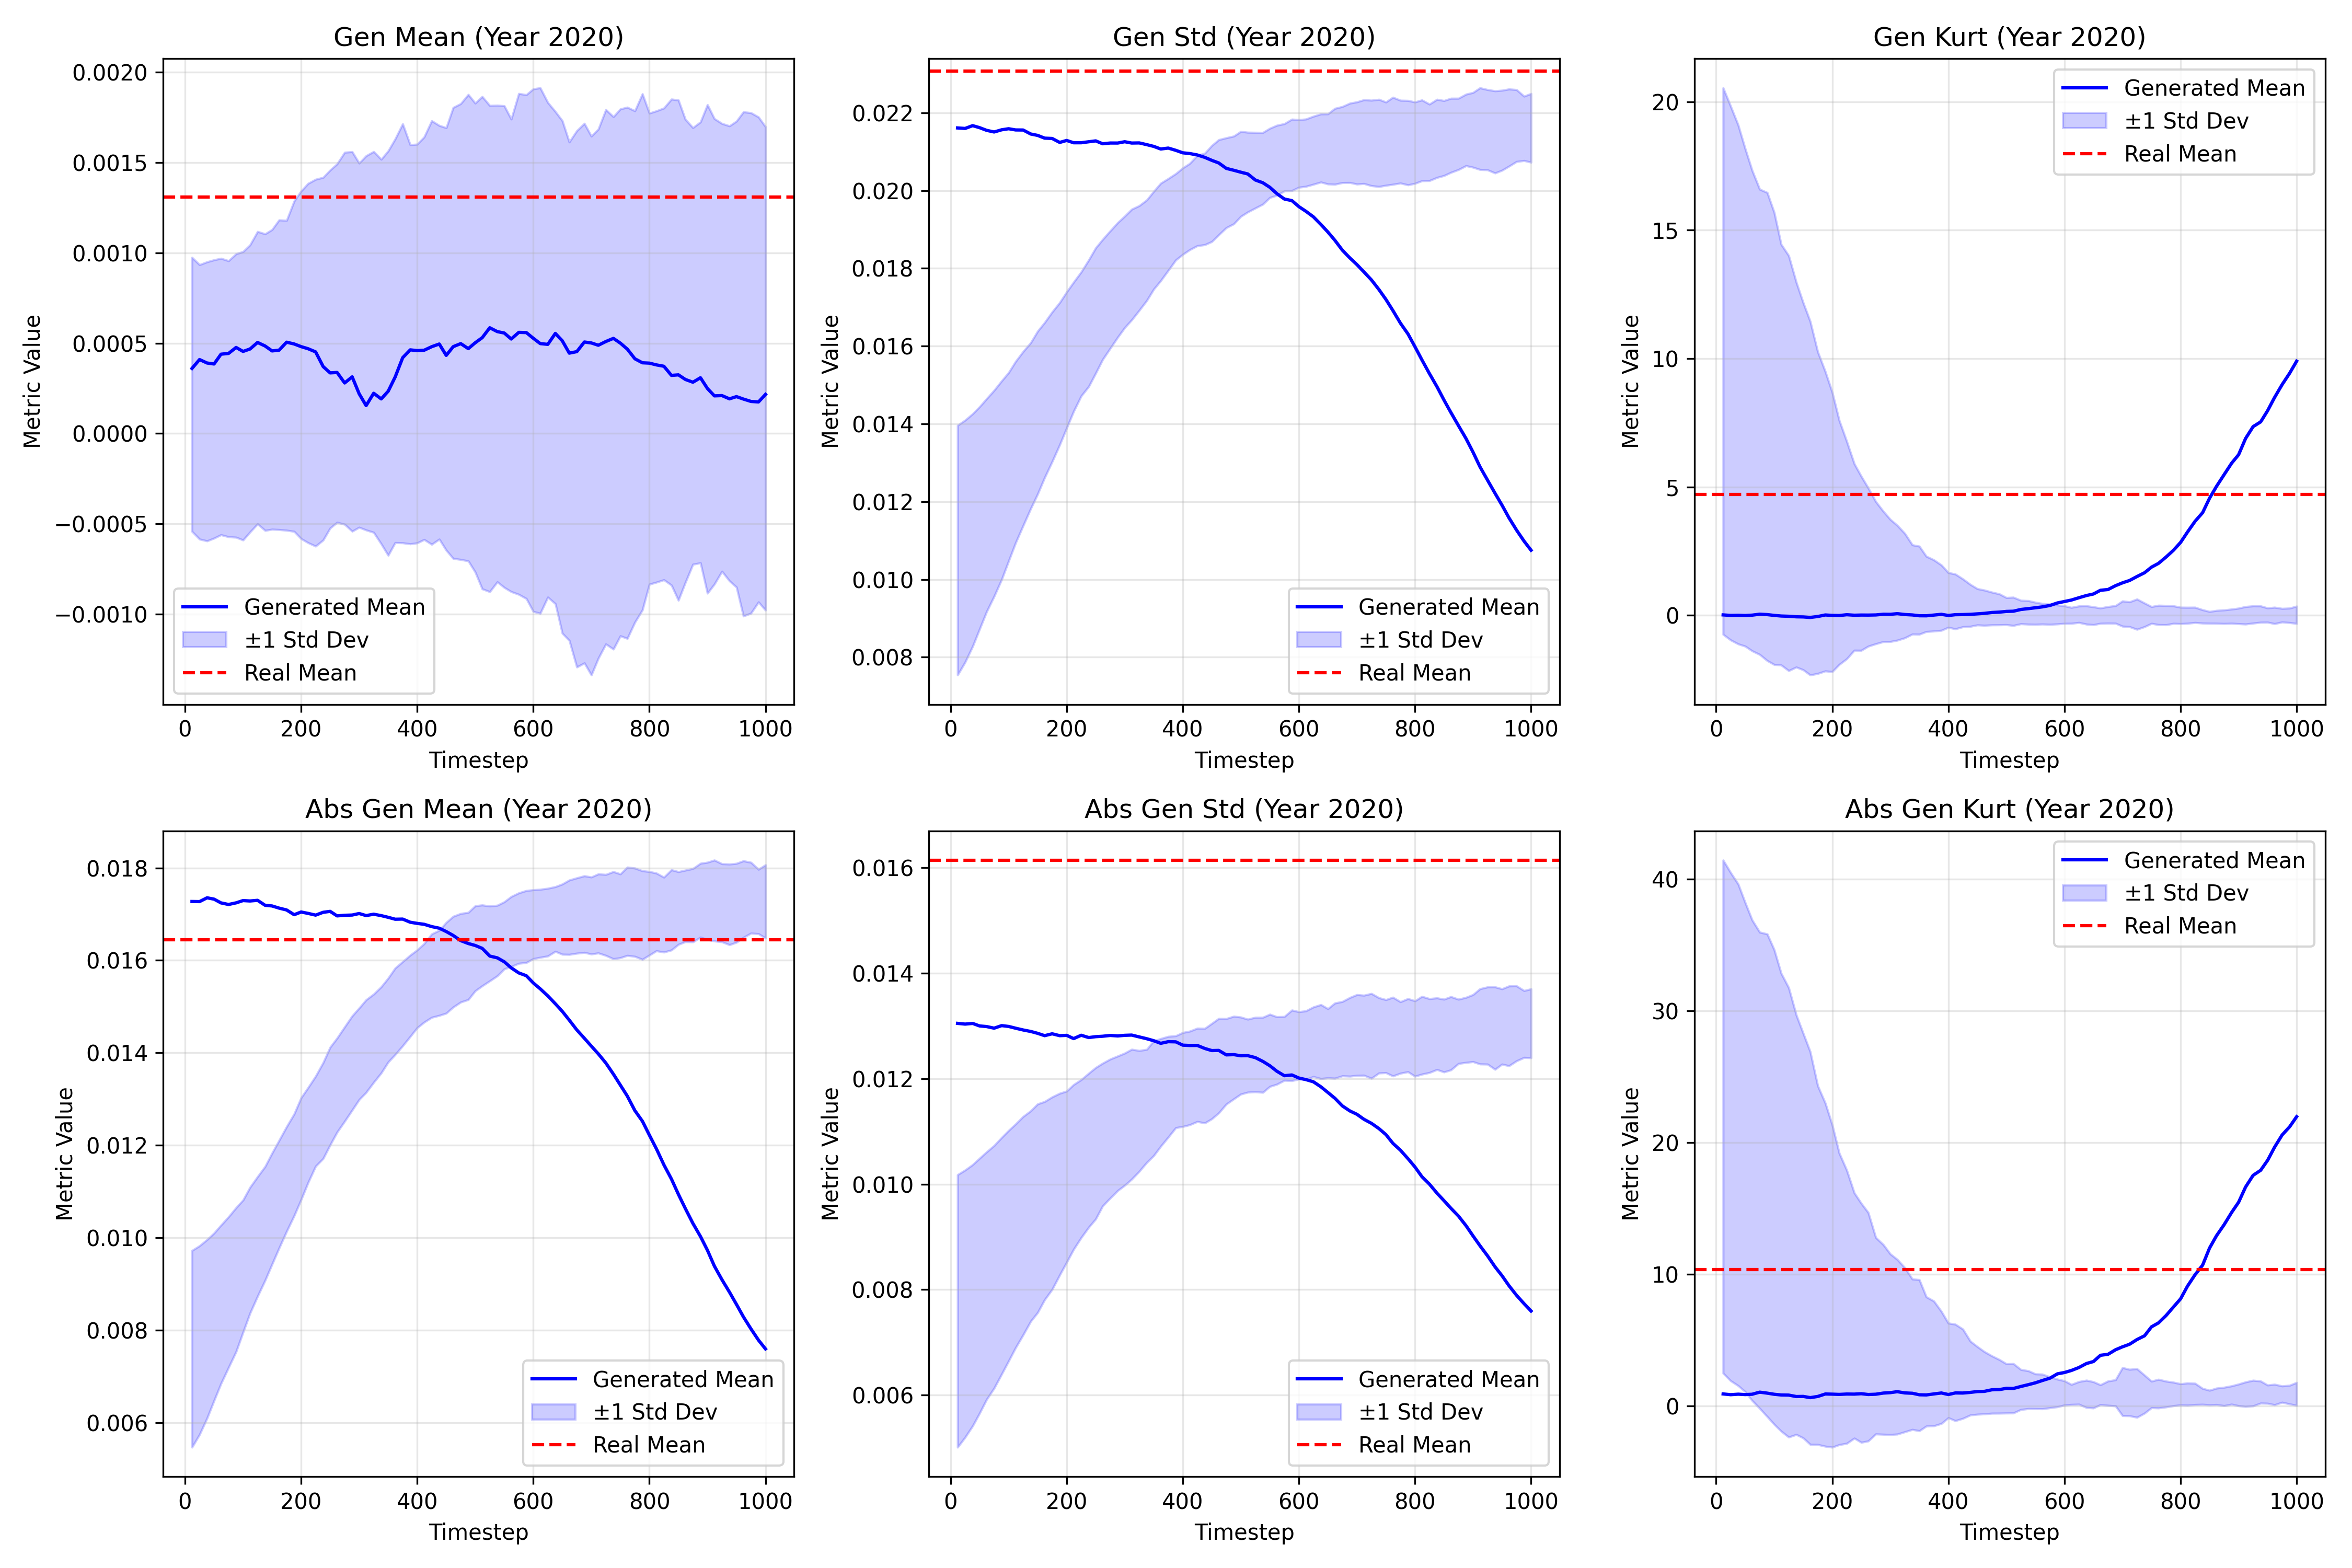 Gen Mean (Year 2020)
Metric Value
0.0020
0.0015
0.0010
0.0005
0.0000
−0.0005
−0.0010
Generated Mean
±1 Std Dev
Real Mean
0 200 400 600 800 1000
Timestep
Gen Std (Year 2020)
Metric Value
0.022
0.020
0.018
0.016
0.014
0.012
0.010
0.008
Generated Mean
±1 Std Dev
Real Mean
0 200 400 600 800 1000
Timestep
Gen Kurt (Year 2020)
Metric Value
20
15
10
5
0
Generated Mean
±1 Std Dev
Real Mean
0 200 400 600 800 1000
Timestep
Abs Gen Mean (Year 2020)
Metric Value
0.018
0.016
0.014
0.012
0.010
0.008
0.006
Generated Mean
±1 Std Dev
Real Mean
0 200 400 600 800 1000
Timestep
Abs Gen Std (Year 2020)
Metric Value
0.016
0.014
0.012
0.010
0.008
0.006
Generated Mean
±1 Std Dev
Real Mean
0 200 400 600 800 1000
Timestep
Abs Gen Kurt (Year 2020)
Metric Value
40
30
20
10
0
Generated Mean
±1 Std Dev
Real Mean
0 200 400 600 800 1000
Timestep